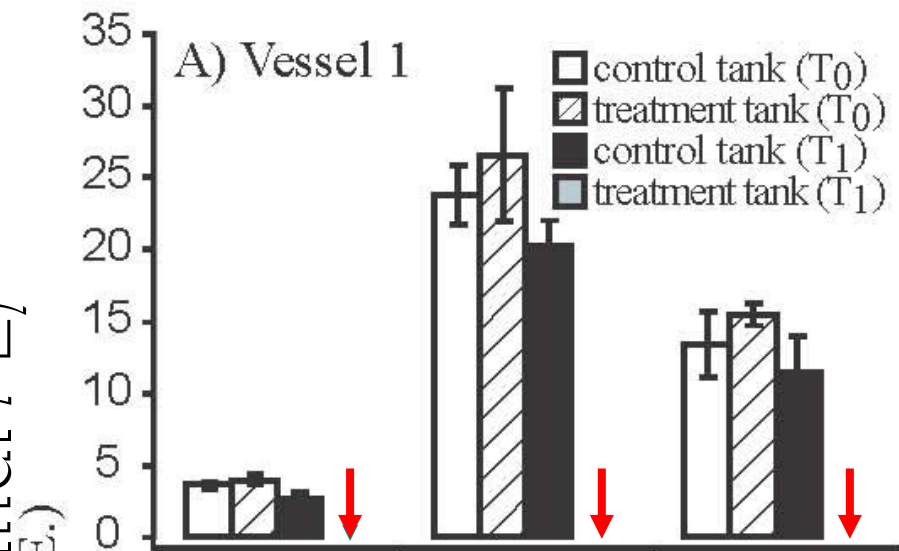 A) Vessel 1
control tank (T0)
treatment tank (T0)
control tank (T1)
treatment tank (T1)
35
30
25
20
15
10
5
0